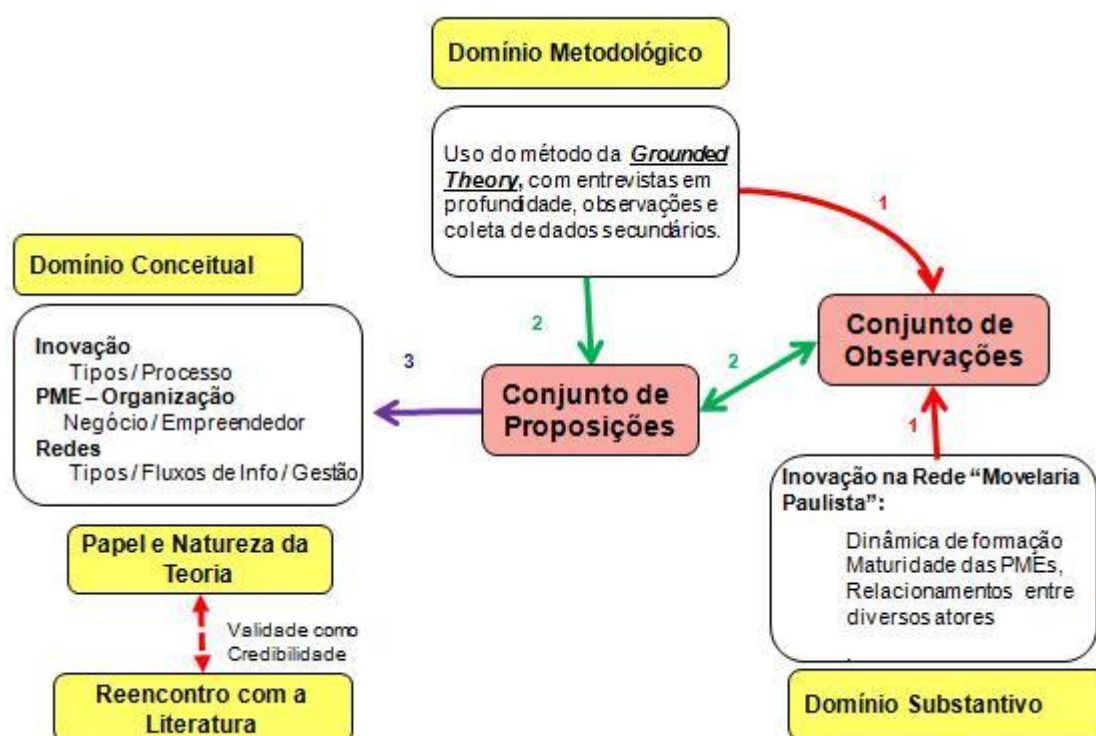 Domínio Metodológico
Uso do método da Grounded
Theory, com entrevistas em
profundidade, observações e
coleta de dados secundários.
1
Domínio Conceitual
Inovação
Tipos / Processo
PME – Organização
Negócio / Empreendedor
Redes
Tipos / Fluxos de Info / Gestão
3
2
Conjunto de
Proposições
2
Conjunto de
Observações
1
Inovação na Rede “Movelaria
Paulista”:
Dinâmica de formação
Maturidade das PMEs,
Relacionamentos entre
diversos atores
.
Domínio Substantivo
Papel e Natureza da
Teoria
Validade como
Credibilidade
Reencontro com a
Literatura